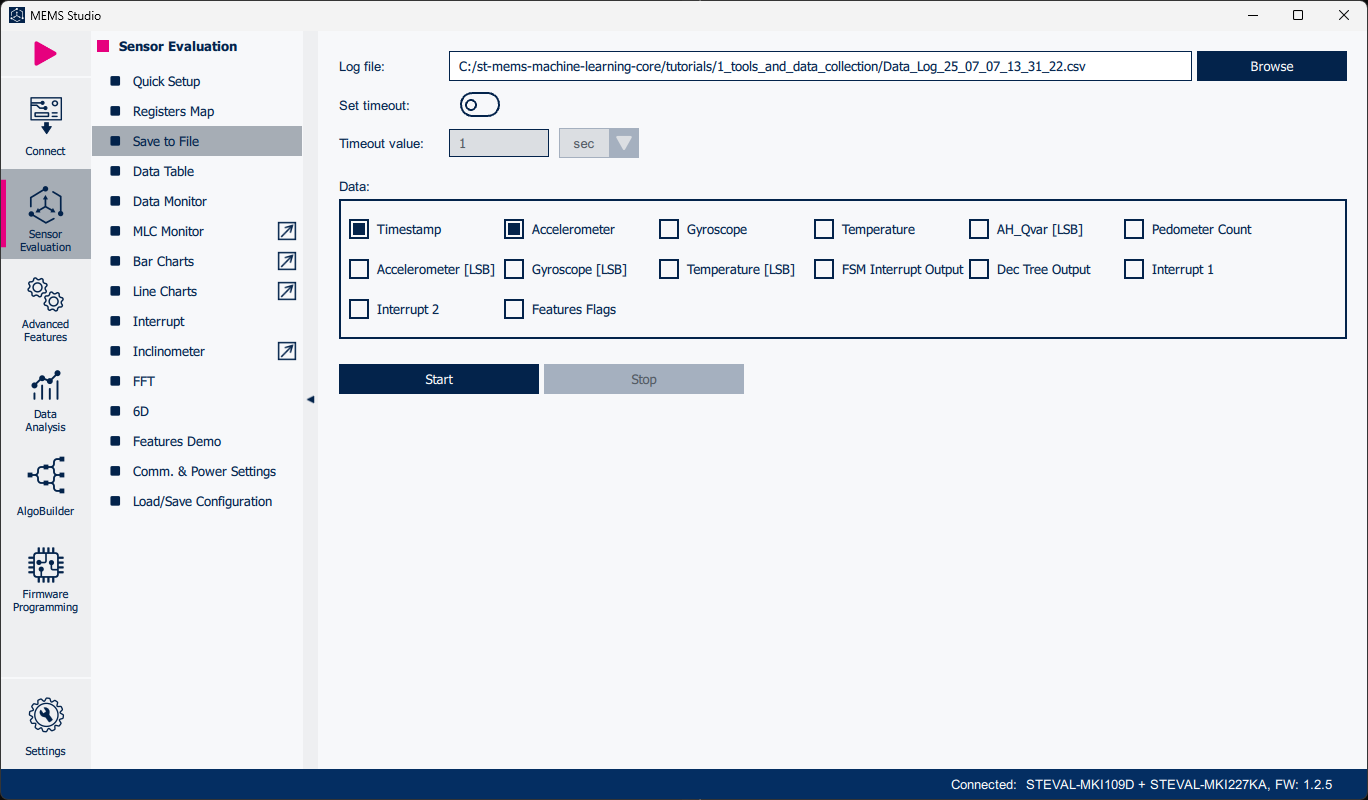 MEMS Studio
Connect
Sensor
Evaluation
Advanced
Features
Data
Analysis
AlgoBuilder
Firmware
Programming
Settings
Sensor Evaluation
Quick Setup
Registers Map
Save to File
Data Table
Data Monitor
MLC Monitor
Bar Charts
Line Charts
Interrupt
Inclinometer
FFT
6D
Features Demo
Comm. & Power Settings
Load/Save Configuration
Log file: C:/st-mems-machine-learning-core/tutorials/1_tools_and_data_collection/Data_Log_25_07_07_13_31_22.csv Browse
Set timeout:
Timeout value: 1 sec
Data:
Timestamp Accelerometer Gyroscope Temperature AH_Qvar [LSB] Pedometer Count
Accelerometer [LSB] Gyroscope [LSB] Temperature [LSB] FSM Interrupt Output Dec Tree Output Interrupt 1
Interrupt 2 Features Flags
Start Stop
Connected: STEVAL-MKI109D + STEVAL-MKI227KA, FW: 1.2.5